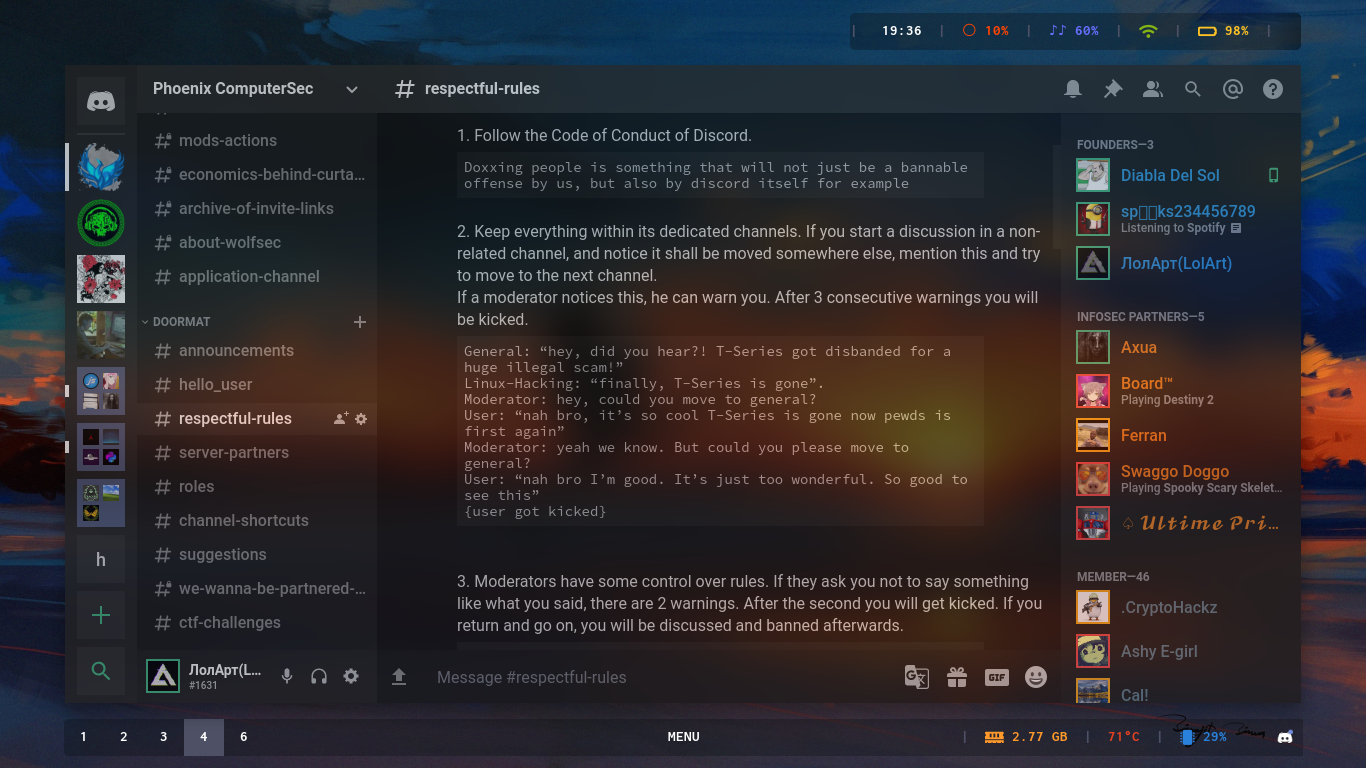 19:36
10%
60%
98%
Phoenix ComputerSec
respectful-rules
mods-actions
economics-behind-curta...
archive-of-invite-links
about-wolfsec
application-channel
DOORMAT
announcements
hello_user
respectful-rules
server-partners
roles
channel-shortcuts
suggestions
we-wanna-be-partnered-...
ctf-challenges
h
ЛолАрт(L...
#1631
1. Follow the Code of Conduct of Discord.
Doxxing people is something that will not just be a bannable
offense by us, but also by discord itself for example
2. Keep everything within its dedicated channels. If you start a discussion in a non-
related channel, and notice it shall be moved somewhere else, mention this and try
to move to the next channel.
If a moderator notices this, he can warn you. After 3 consecutive warnings you will
be kicked.
General: “hey, did you hear?! T-Series got disbanded for a
huge illegal scam!”
Linux-Hacking: “finally, T-Series is gone”.
Moderator: hey, could you move to general?
User: “nah bro, it’s so cool T-Series is gone now pewds is
first again”
Moderator: yeah we know. But could you please move to
general?
User: “nah bro I’m good. It’s just too wonderful. So good to
see this”
{user got kicked}
3. Moderators have some control over rules. If they ask you not to say something
like what you said, there are 2 warnings. After the second you will get kicked. If you
return and go on, you will be discussed and banned afterwards.
Message #respectful-rules
GIF
FOUNDERS—3
Diabla Del Sol
Listening to Spotify
ЛолАрт(LolArt)
INFOSEC PARTNERS—5
Axua
Board™
Playing Destiny 2
Ferran
Swaggo Doggo
Playing Spooky Scary Skelet...
♤ 𝓤𝓵𝓽𝓲𝓶𝓮 𝓟𝓻𝓲...
MEMBER—46
.CryptoHackz
Ashy E-girl
Cal!
1 2 3 4 6
MENU
2.77 GB
71°C
29%